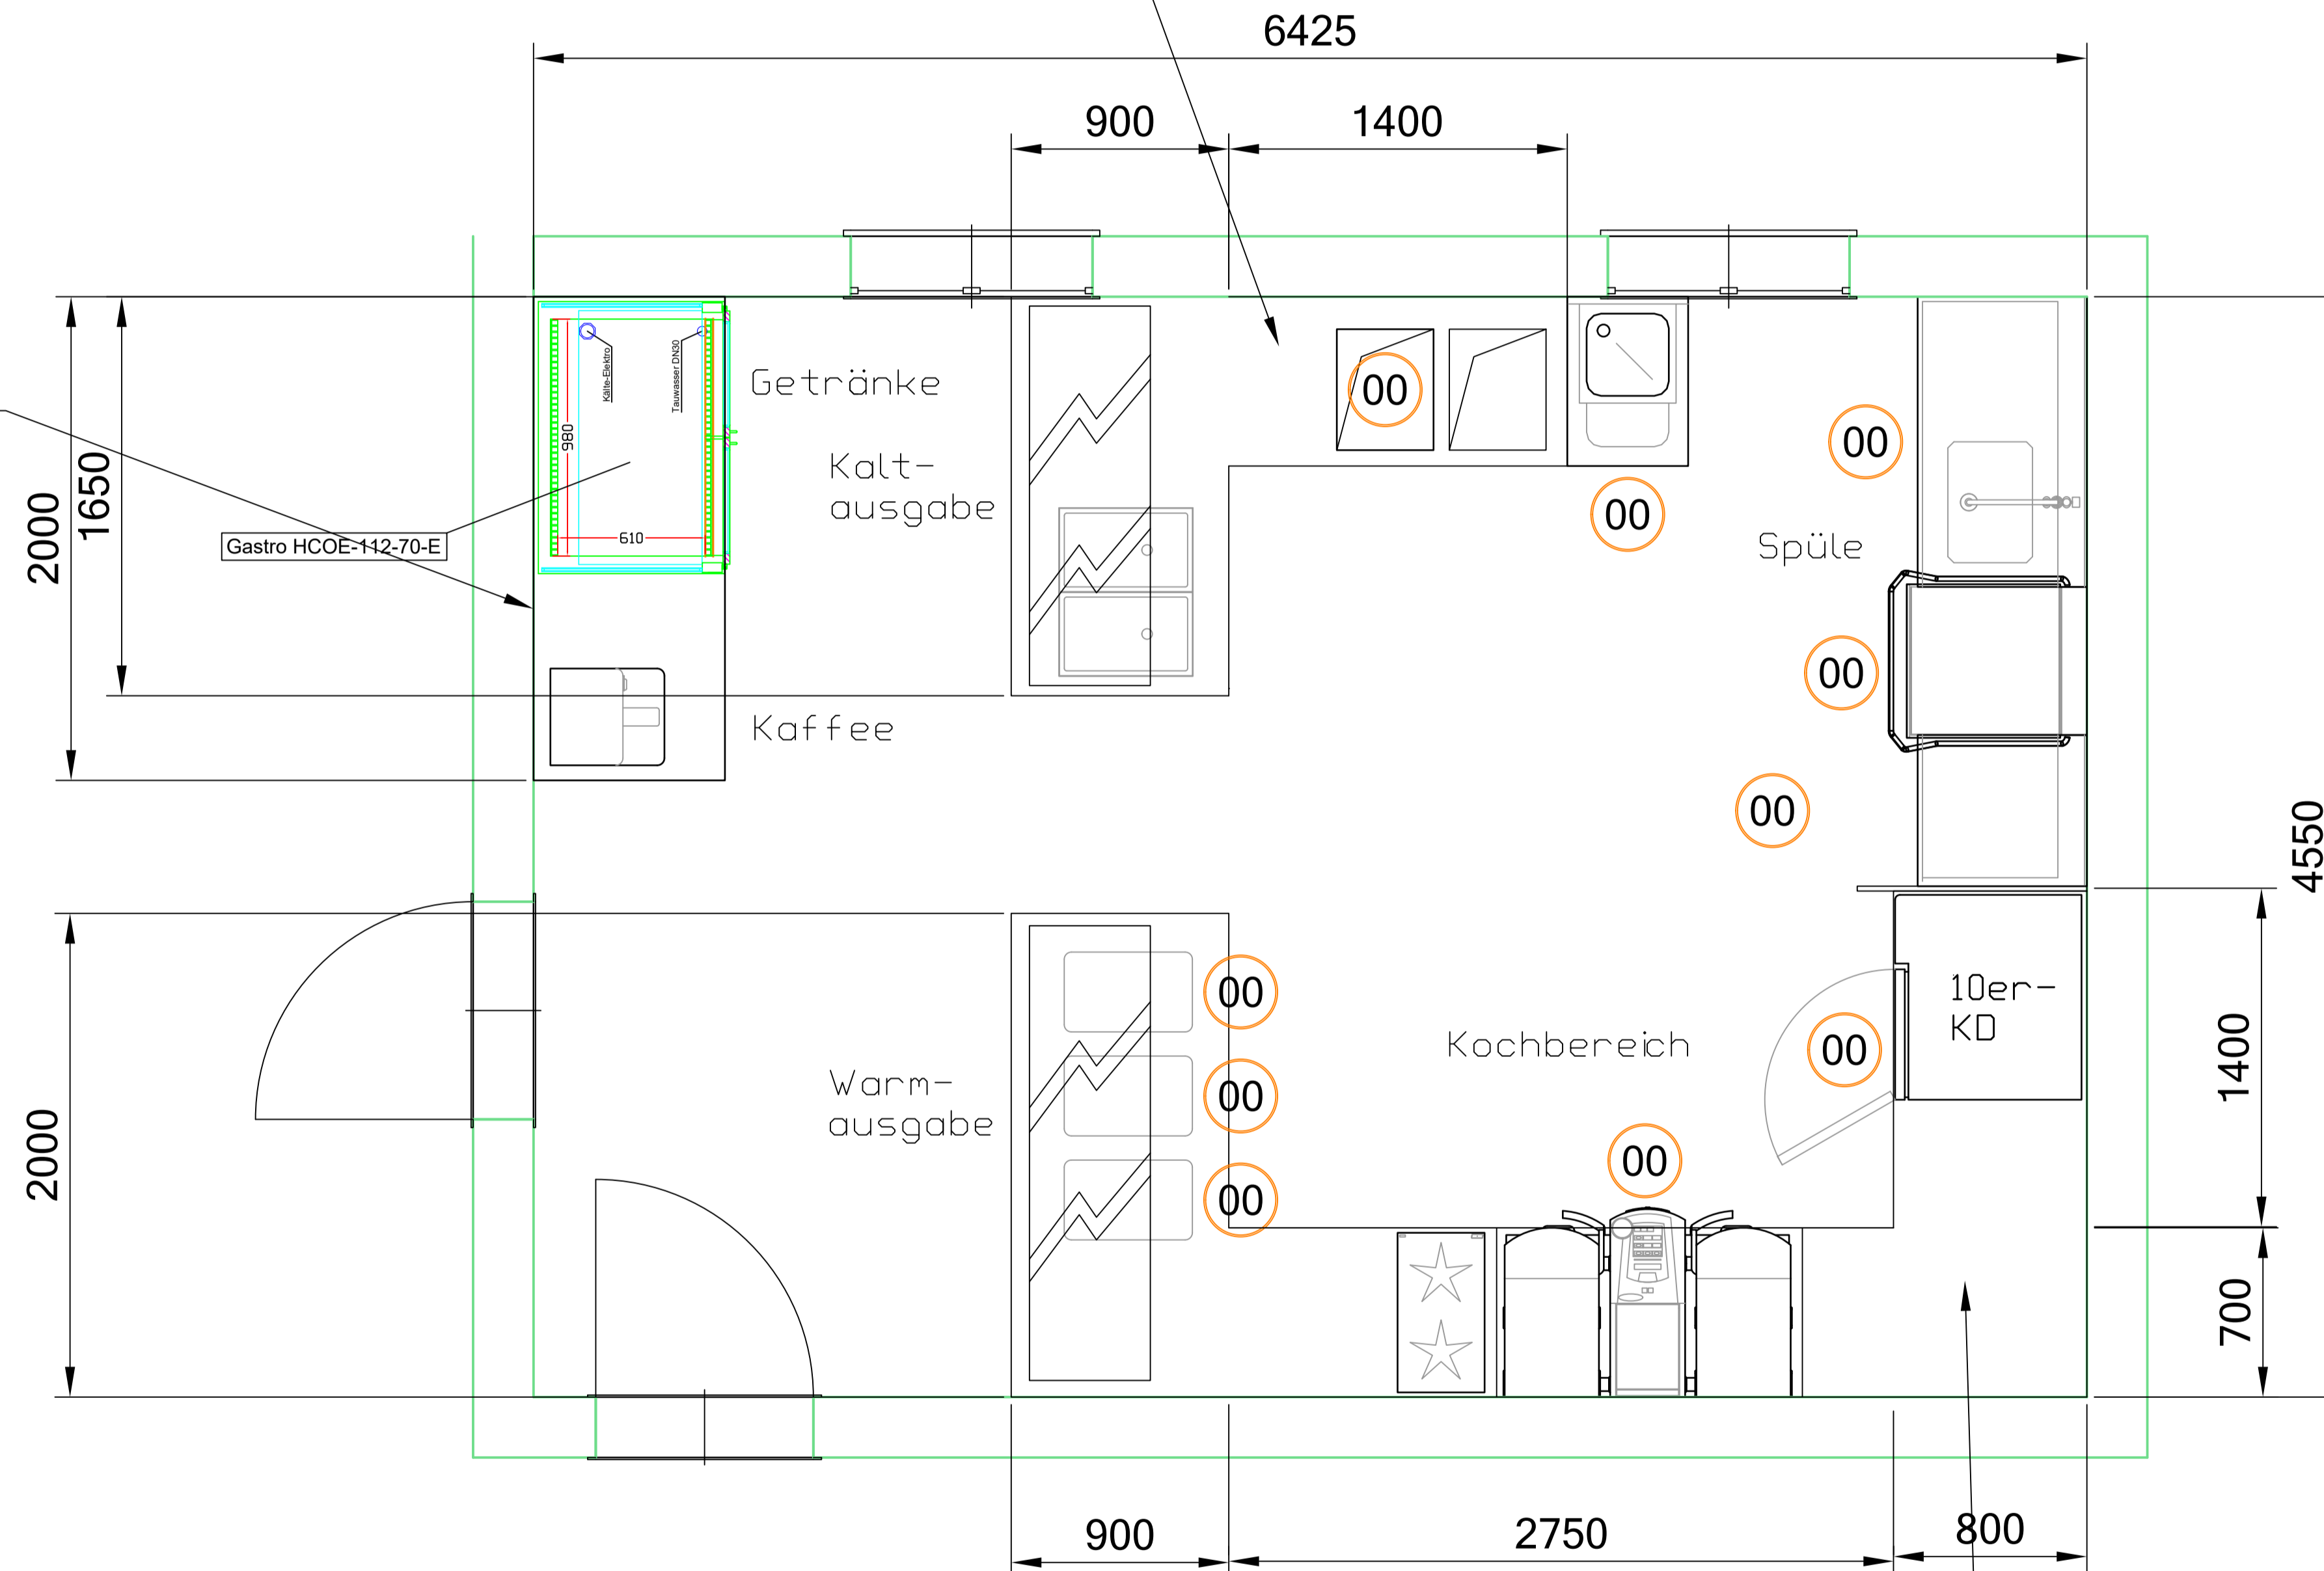 6425
900
1400
2000
1650
Kälte-Elektro
Tauwasser DN30
980
610
Gastro HCOE-112-70-E
Getränke
Kalt-
ausgabe
Kaffee
00
00
00
Spüle
00
00
4550
10er-
KD
00
1400
Kochbereich
00
00
00
00
Warm-
ausgabe
2000
700
900
2750
800